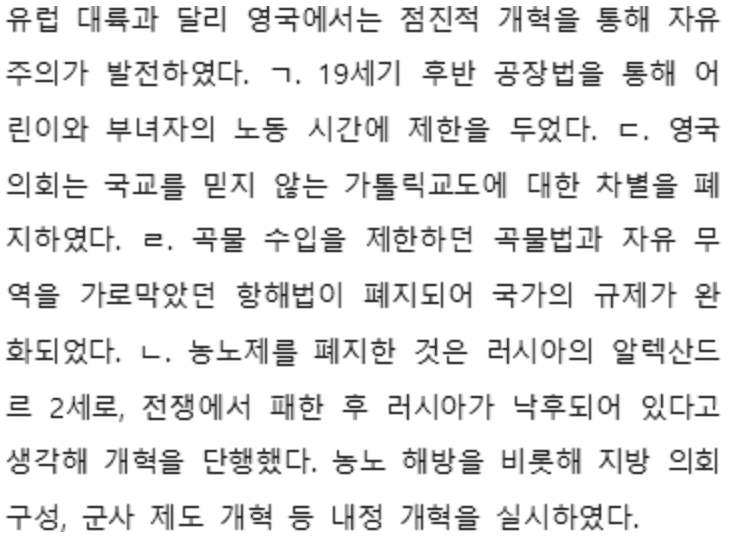 유럽 대륙과 달리 영국에서는 점진적 개혁을 통해 자유
주의가 발전하였다. ㄱ. 19세기 후반 공장법을 통해 어
린이와 부녀자의 노동 시간에 제한을 두었다. ㄷ. 영국
의회는 국교를 믿지 않는 가톨릭교도에 대한 차별을 폐
지하였다. ㄹ. 곡물 수입을 제한하던 곡물법과 자유 무
역을 가로막았던 항해법이 폐지되어 국가의 규제가 완
화되었다. ㄴ. 농노제를 폐지한 것은 러시아의 알렉산드
르 2세로, 전쟁에서 패한 후 러시아가 낙후되어 있다고
생각해 개혁을 단행했다. 농노 해방을 비롯해 지방 의회
구성, 군사 제도 개혁 등 내정 개혁을 실시하였다.